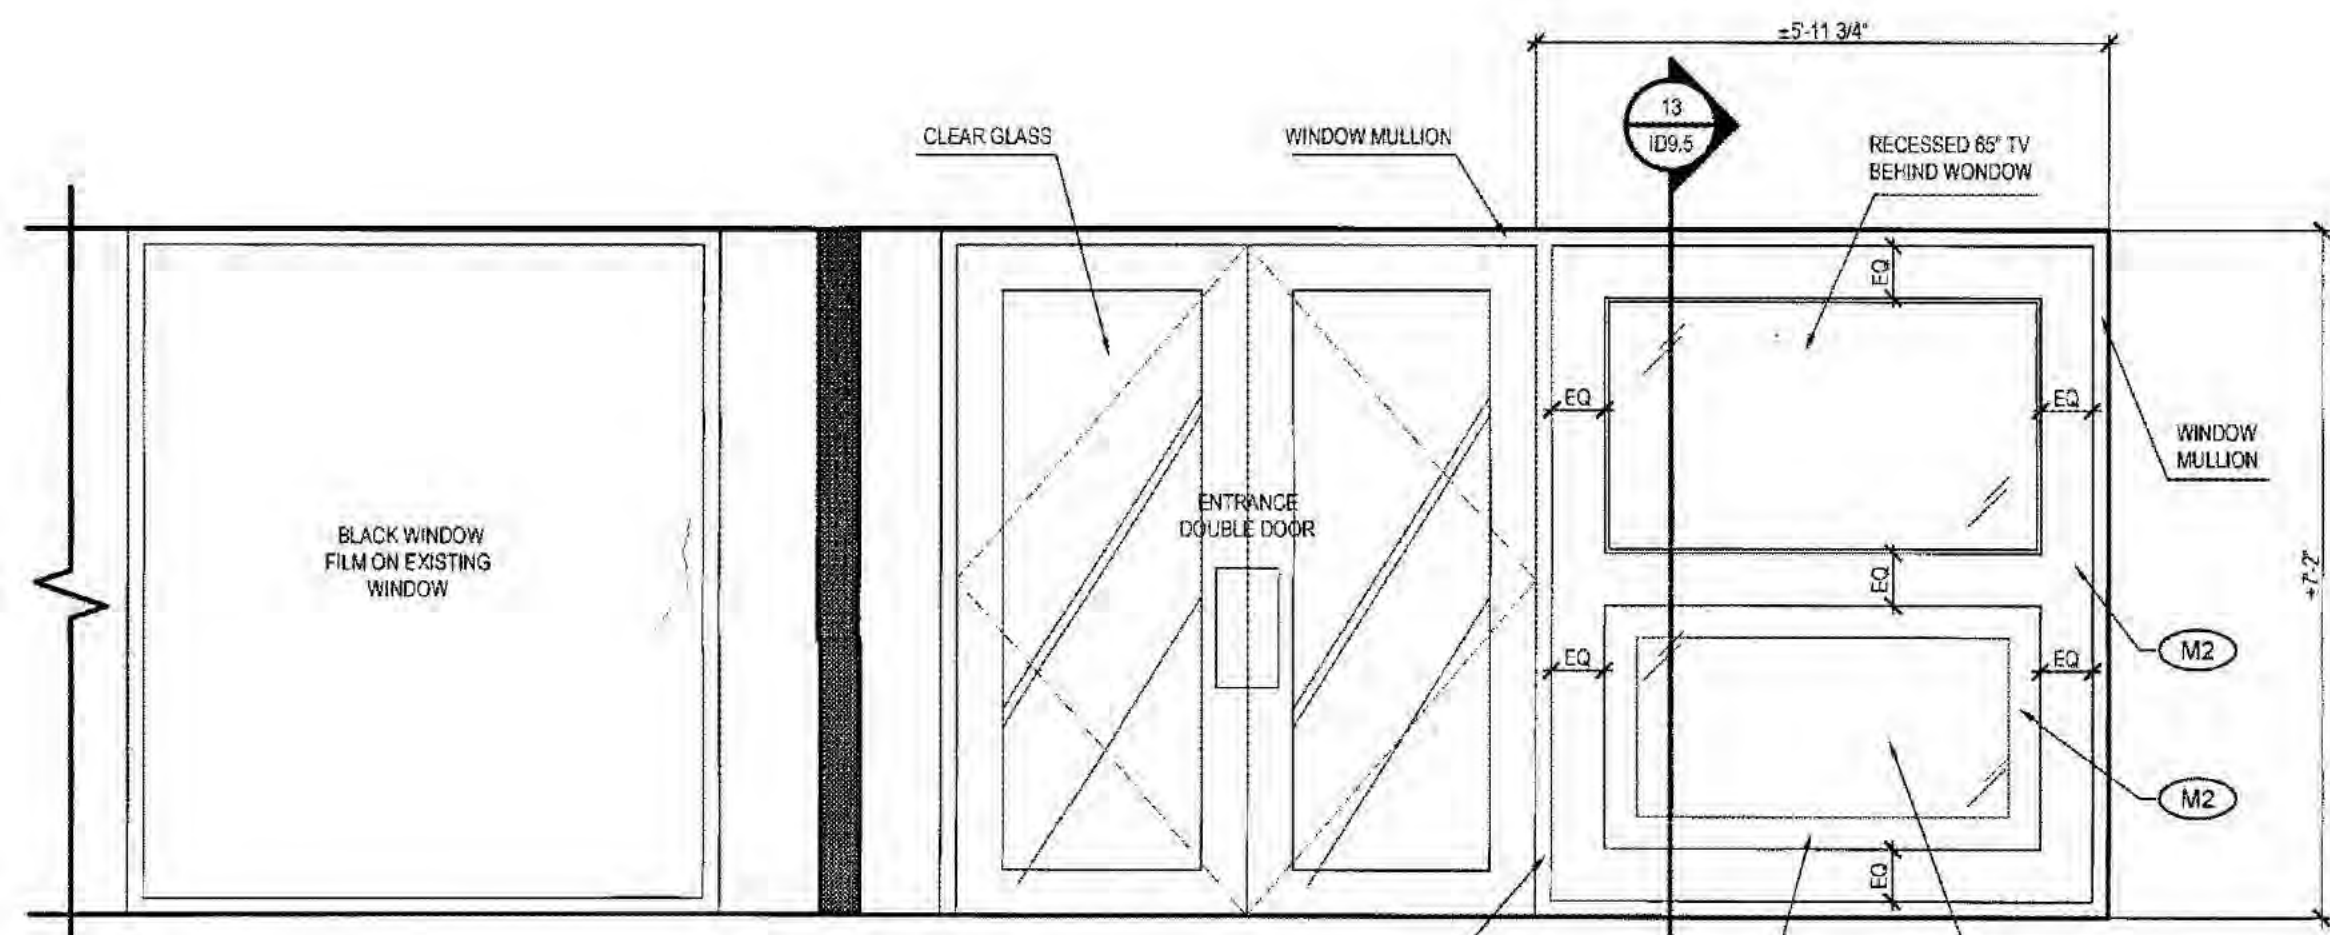 ±5'-11 3/4"
13
ID9.5
CLEAR GLASS
WINDOW MULLION
RECESSED 65" TV
BEHIND WONDOW
EQ
EQ
EQ
WINDOW
MULLION
ENTRANCE
DOUBLE DOOR
BLACK WINDOW
FILM ON EXISTING
WINDOW
EQ
±7'-2"
EQ
EQ
M2
M2
EQ